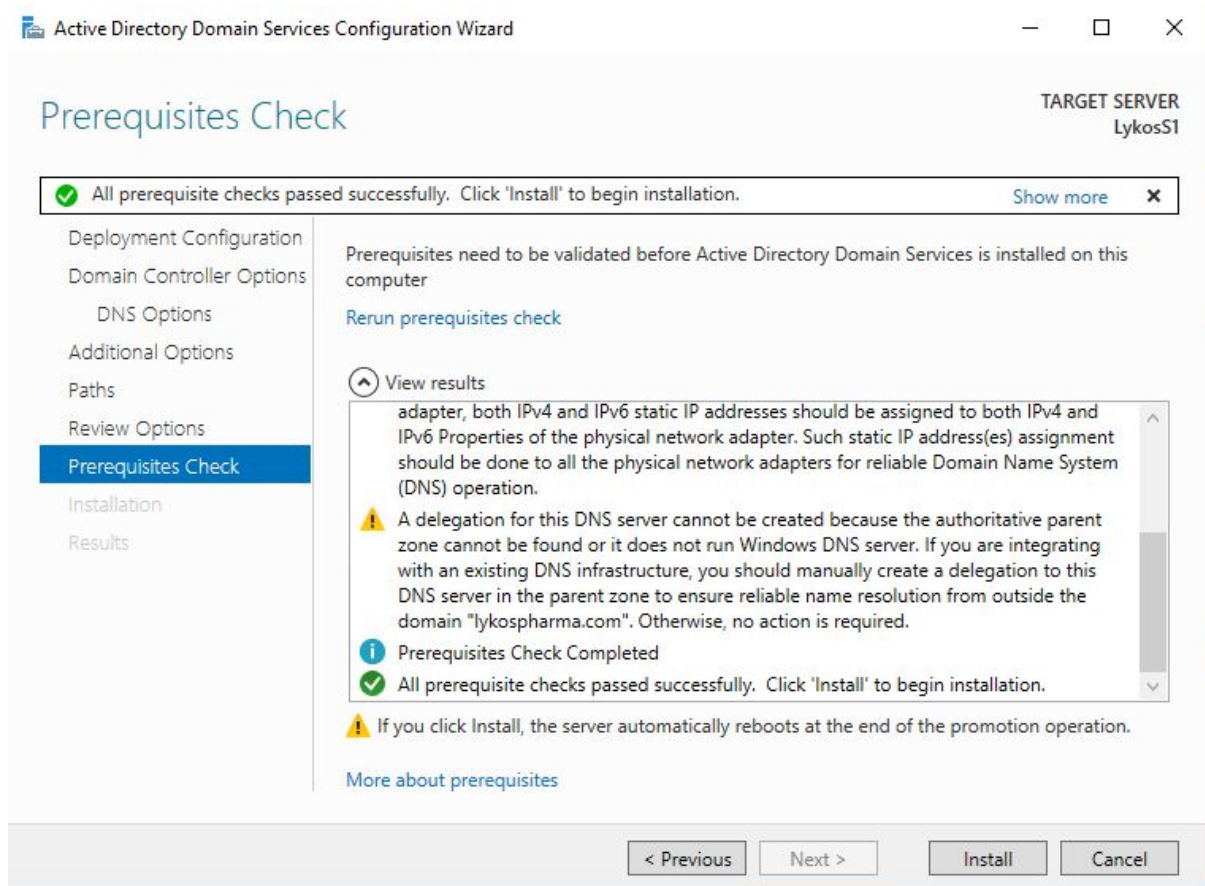 Active Directory Domain Services Configuration Wizard
Prerequisites Check
TARGET SERVER
LykosS1
All prerequisite checks passed successfully.  Click 'Install' to begin installation.
Show more
Deployment Configuration
Domain Controller Options
DNS Options
Additional Options
Paths
Review Options
Prerequisites Check
Installation
Results
Prerequisites need to be validated before Active Directory Domain Services is installed on this
computer
Rerun prerequisites check
View results
adapter, both IPv4 and IPv6 static IP addresses should be assigned to both IPv4 and
IPv6 Properties of the physical network adapter. Such static IP address(es) assignment
should be done to all the physical network adapters for reliable Domain Name System
(DNS) operation.
A delegation for this DNS server cannot be created because the authoritative parent
zone cannot be found or it does not run Windows DNS server. If you are integrating
with an existing DNS infrastructure, you should manually create a delegation to this
DNS server in the parent zone to ensure reliable name resolution from outside the
domain "lykospharma.com". Otherwise, no action is required.
Prerequisites Check Completed
All prerequisite checks passed successfully.  Click 'Install' to begin installation.
If you click Install, the server automatically reboots at the end of the promotion operation.
More about prerequisites
< Previous
Next >
Install
Cancel